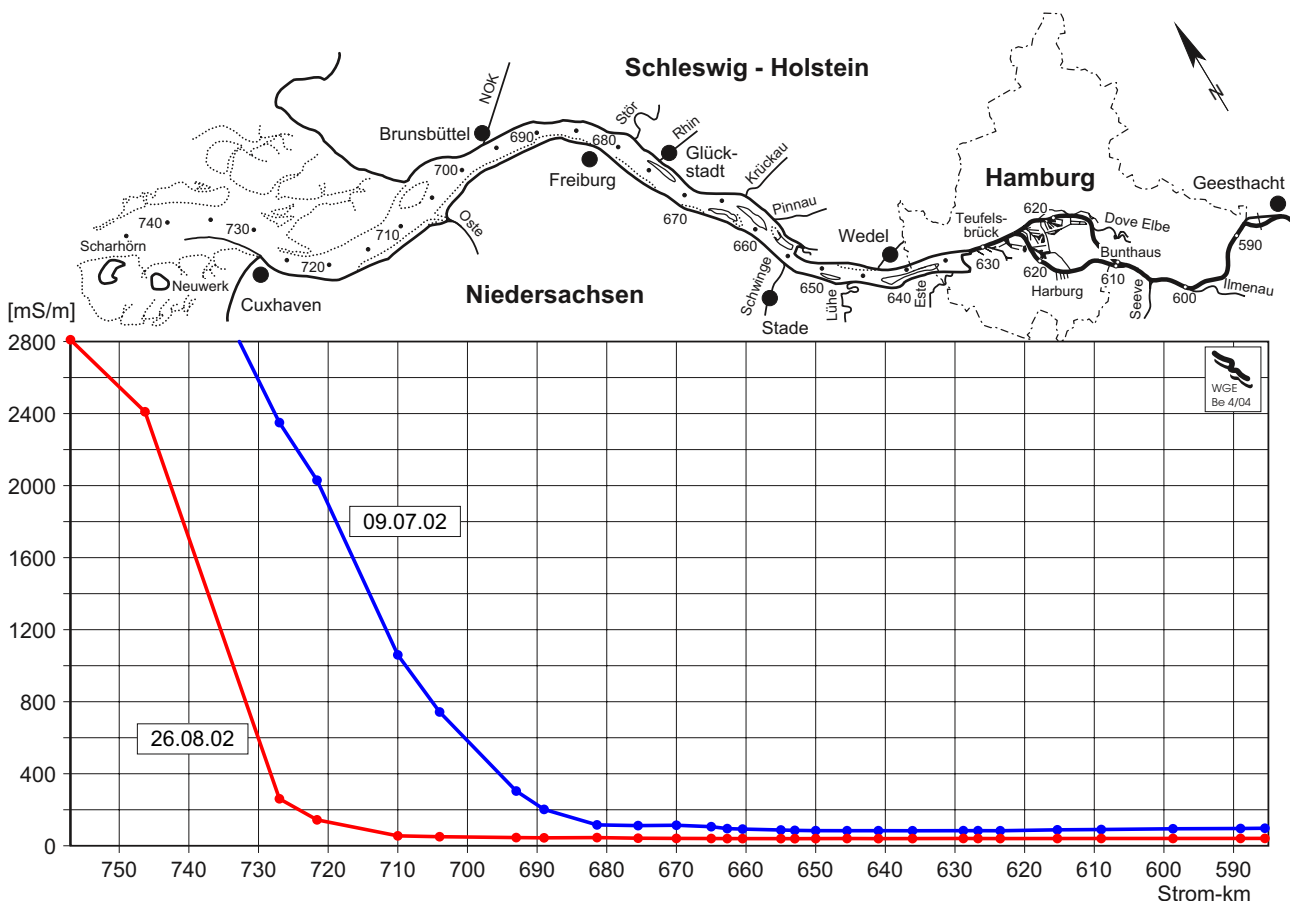 Schleswig - Holstein
NOK
Stör
Brunsbüttel
690
680
Rhin
Glück-
stadt
Krückau
Freiburg
700
Hamburg
Geesthacht
Pinnau
740
730
710
Oste
670
660
Teufels-
brück
620
Dove Elbe
Wedel
590
Scharhörn
Neuwerk
720
Cuxhaven
Niedersachsen
Schwinge
Stade
650
Lühe
640
Este
630
620
Harburg
Bunthaus
610
Seeve
600
Ilmenau
N
[mS/m]
2800
2400
2000
1600
1200
800
400
0
WGE
Be 4/04
09.07.02
26.08.02
750 740 730 720 710 700 690 680 670 660 650 640 630 620 610 600 590
Strom-km